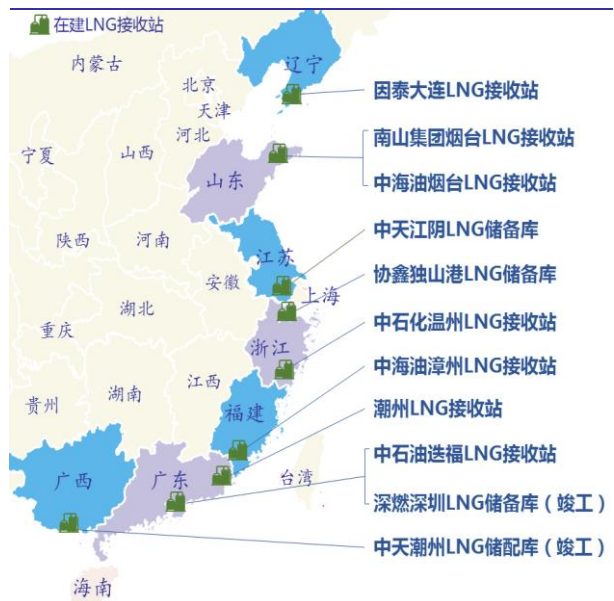 在建LNG接收站
内蒙古
辽宁
北京
天津
河北
宁夏
山西
山东
陕西
河南
江苏
安徽
上海
湖北
重庆
浙江
江西
湖南
贵州
福建
广西
广东
台湾
海南
因泰大连LNG接收站
南山集团烟台LNG接收站
中海油烟台LNG接收站
中天江阴LNG储备库
协鑫独山港LNG储备库
中石化温州LNG接收站
中海油漳州LNG接收站
潮州LNG接收站
中石油迭福LNG接收站
深燃深圳LNG储备库（竣工）
中天潮州LNG储配库（竣工）